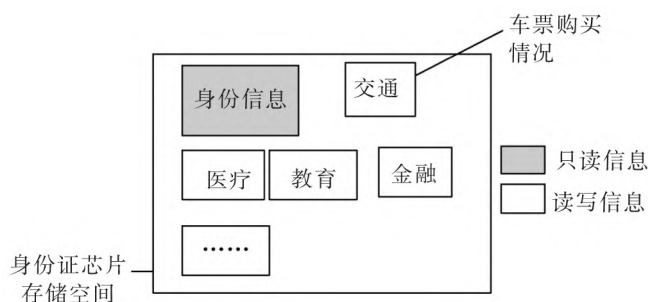 车票购买
情况
身份信息
交通
医疗
教育
金融
只读信息
读写信息
......
身份证芯片
存储空间